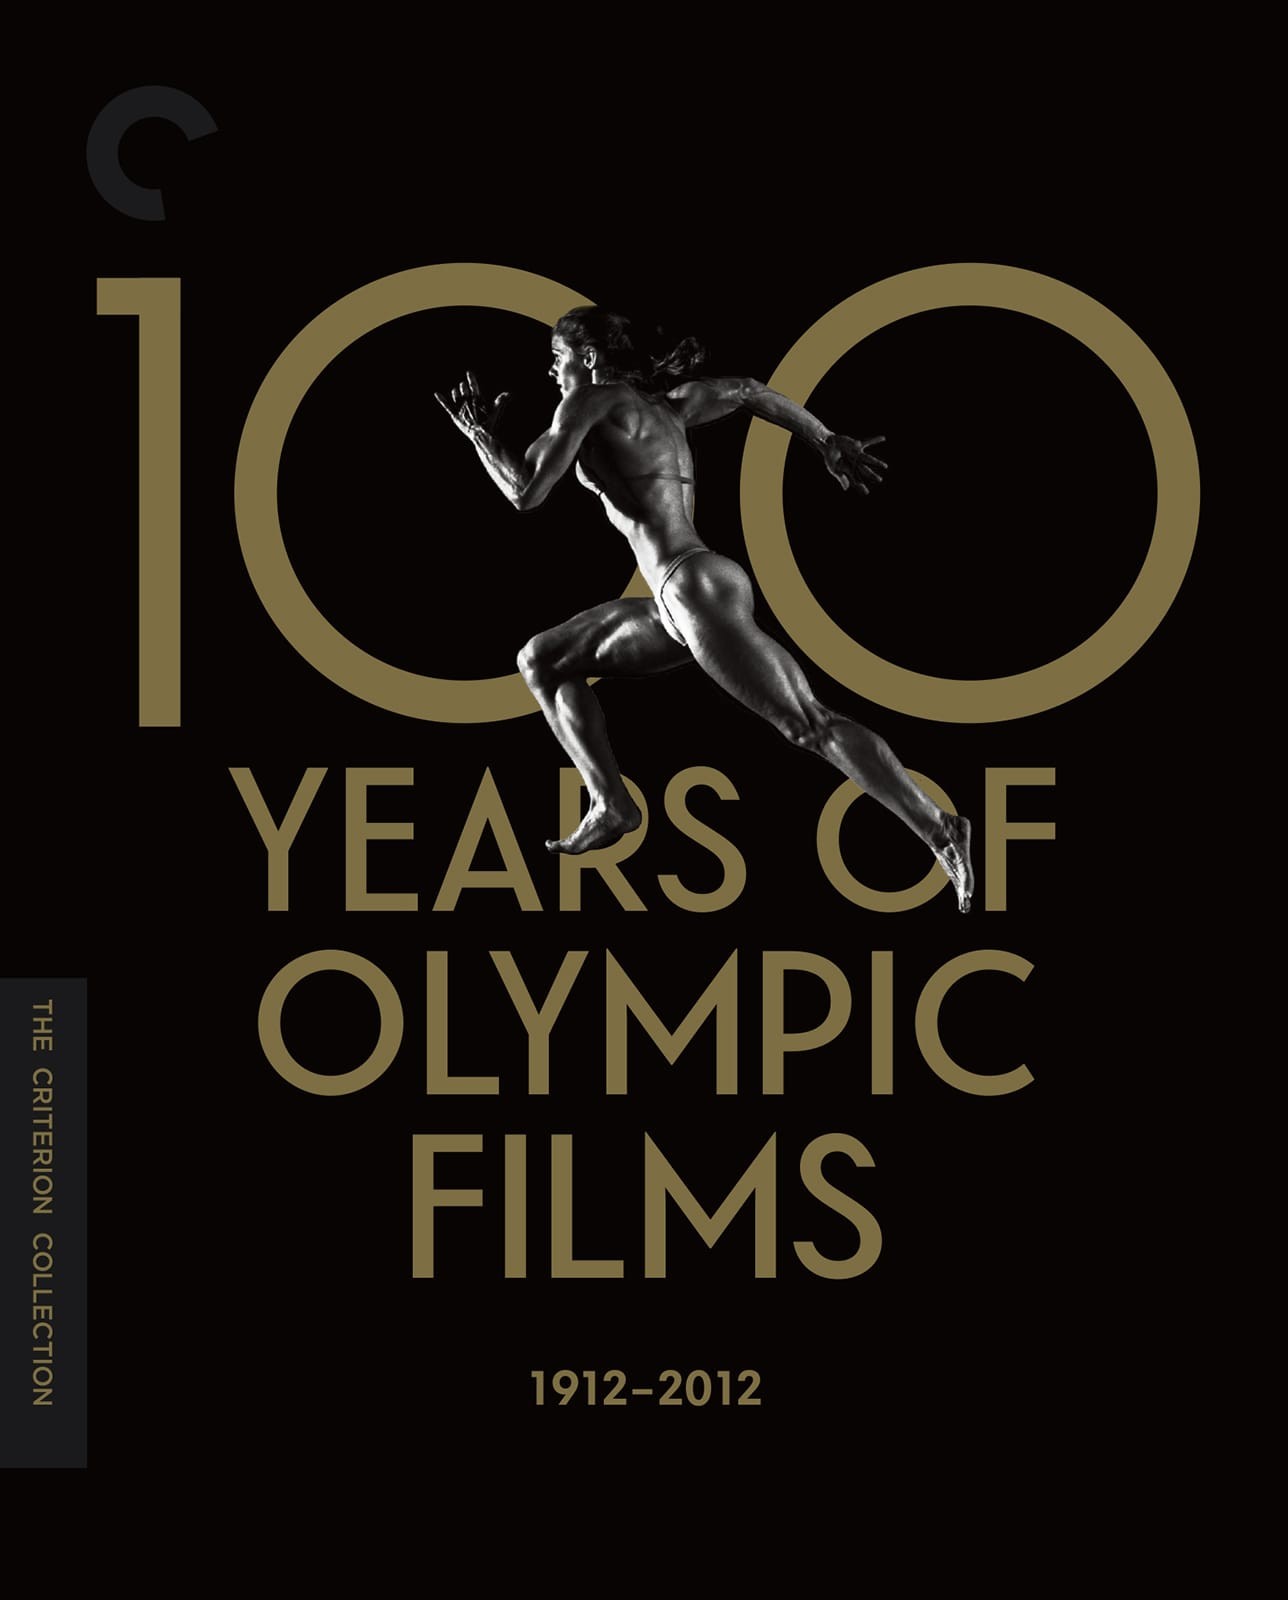 100
YEARS OF
OLYMPIC
FILMS
1912–2012
THE CRITERION COLLECTION